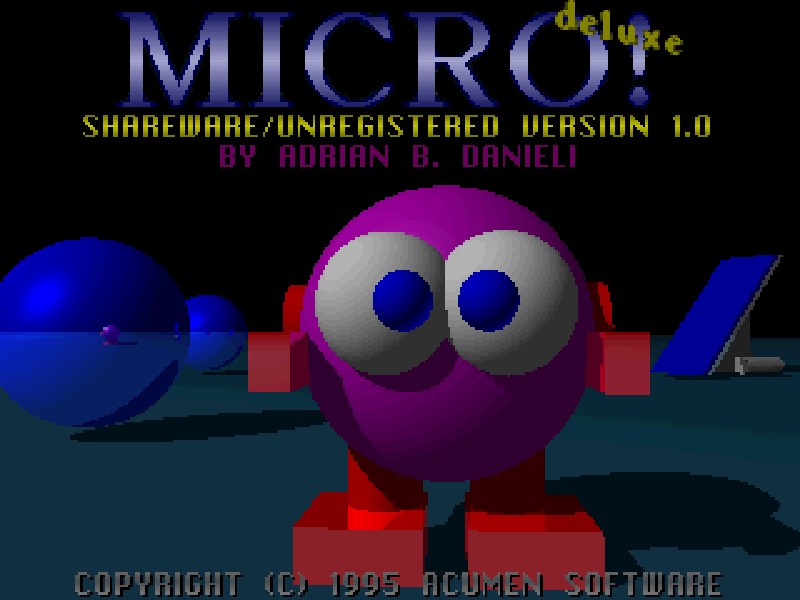 MICRO!
deluxe
SHAREWARE/UNREGISTERED VERSION 1.0
BY ADRIAN B. DANIELI
COPYRIGHT (C) 1995 ACUMEN SOFTWARE